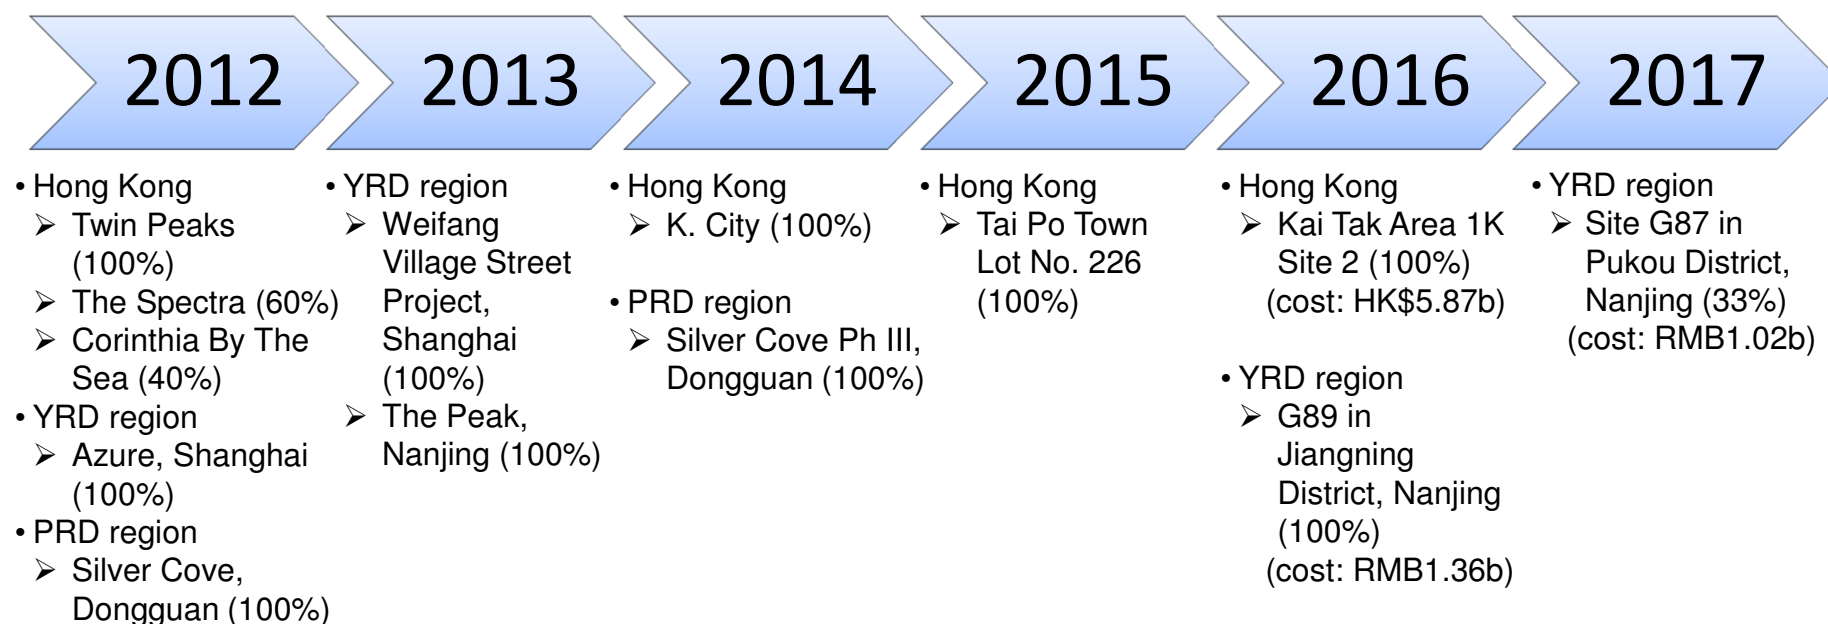 2012
2013
2014
2015
2016
2017
• Hong Kong
➢ Twin Peaks
(100%)
➢ The Spectra (60%)
➢ Corinthia By The
Sea (40%)
• YRD region
➢ Azure, Shanghai
(100%)
• PRD region
➢ Silver Cove,
Dongguan (100%)
• YRD region
➢ Weifang
Village Street
Project,
Shanghai
(100%)
➢ The Peak,
Nanjing (100%)
• Hong Kong
➢ K. City (100%)
• PRD region
➢ Silver Cove Ph III,
Dongguan (100%)
• Hong Kong
➢ Tai Po Town
Lot No. 226
(100%)
• Hong Kong
➢ Kai Tak Area 1K
Site 2 (100%)
(cost: HK$5.87b)
• YRD region
➢ G89 in
Jiangning
District, Nanjing
(100%)
(cost: RMB1.36b)
• YRD region
➢ Site G87 in
Pukou District,
Nanjing (33%)
(cost: RMB1.02b)